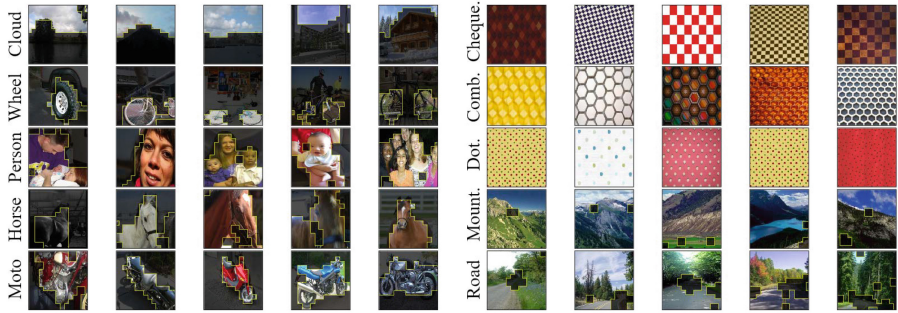 Cloud
Wheel
Person
Horse
Moto
Cheque.
Comb.
Dot.
Mount.
Road